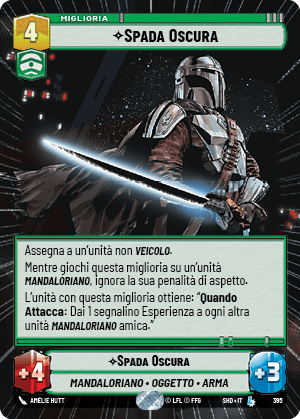 MIGLIORIA
4
✧SPADA OSCURA
Assegna a un'unità non VEICOLO.
Mentre giochi questa miglioria su un'unità
MANDALORIANO, ignora la sua penalità di aspetto.
L'unità con questa miglioria ottiene: “Quando
Attacca: Dai 1 segnalino Esperienza a ogni altra
unità MANDALORIANO amica.”
✧SPADA OSCURA
+4
MANDALORIANO • OGGETTO • ARMA
+3
AMÉLIE HUTT
© LFL © FFG
SHD • IT
395